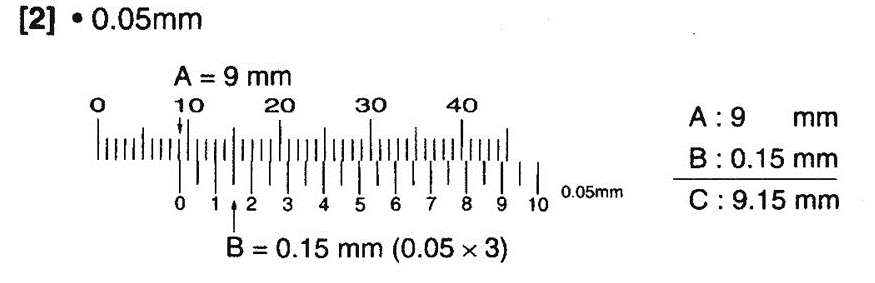 [2] • 0.05mm
A = 9 mm
0 10 20 30 40
0 1 2 3 4 5 6 7 8 9 10 0.05mm
B = 0.15 mm (0.05 × 3)
A : 9 mm
B : 0.15 mm
C : 9.15 mm